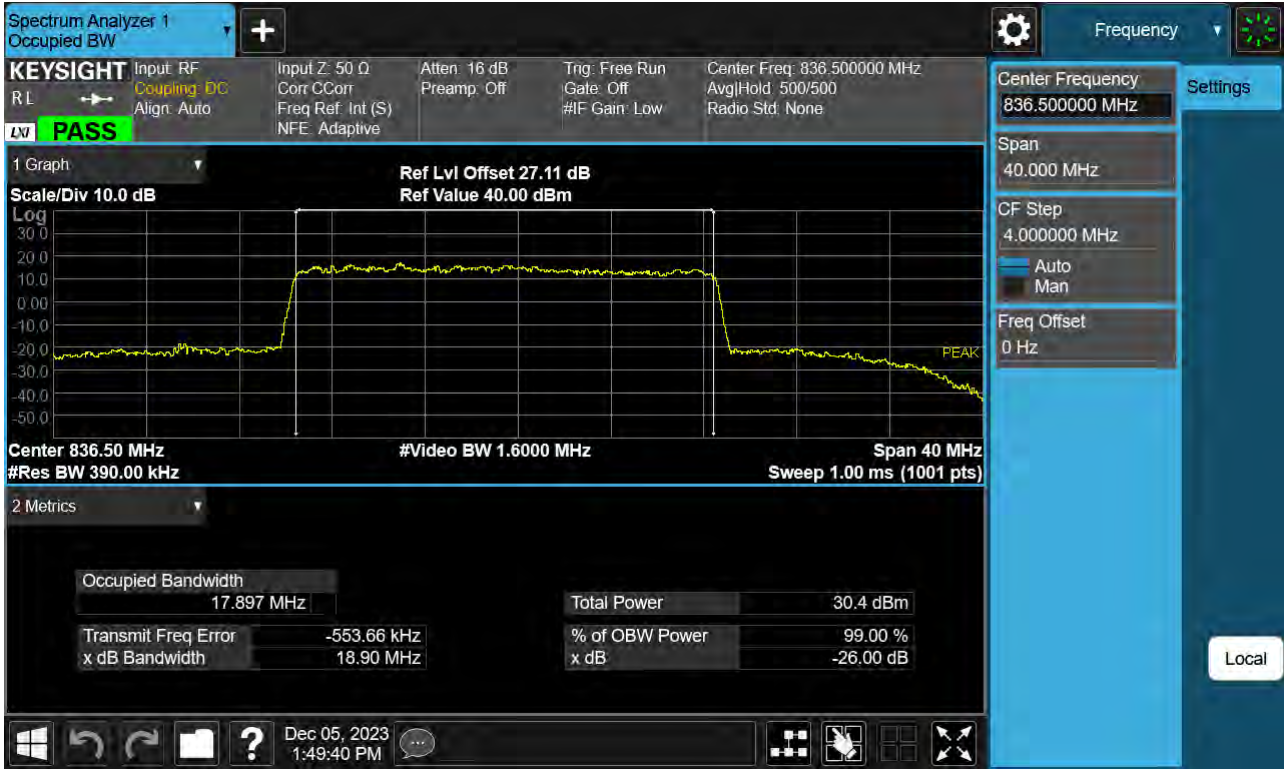 Spectrum Analyzer 1
Occupied BW
Frequency
KEYSIGHT
R L
LXI
PASS
Input: RF
Coupling: DC
Align: Auto
Input Z: 50 Ω
Corr CCorr
Freq Ref: Int (S)
NFE: Adaptive
Atten: 16 dB
Preamp: Off
Trig: Free Run
Gate: Off
#IF Gain: Low
Center Freq: 836.500000 MHz
Avg|Hold: 500/500
Radio Std: None
Center Frequency
836.500000 MHz
Settings
Span
40.000 MHz
CF Step
4.000000 MHz
Auto
Man
Freq Offset
0 Hz
Local
1 Graph
Scale/Div 10.0 dB
Ref Lvl Offset 27.11 dB
Ref Value 40.00 dBm
Log
30.0
20.0
10.0
0.00
-10.0
-20.0
-30.0
-40.0
-50.0
PEAK
Center 836.50 MHz
#Video BW 1.6000 MHz
Span 40 MHz
#Res BW 390.00 kHz
Sweep 1.00 ms (1001 pts)
2 Metrics
Occupied Bandwidth
17.897 MHz
Total Power 30.4 dBm
Transmit Freq Error -553.66 kHz
% of OBW Power 99.00 %
x dB Bandwidth 18.90 MHz
x dB -26.00 dB
Dec 05, 2023
1:49:40 PM